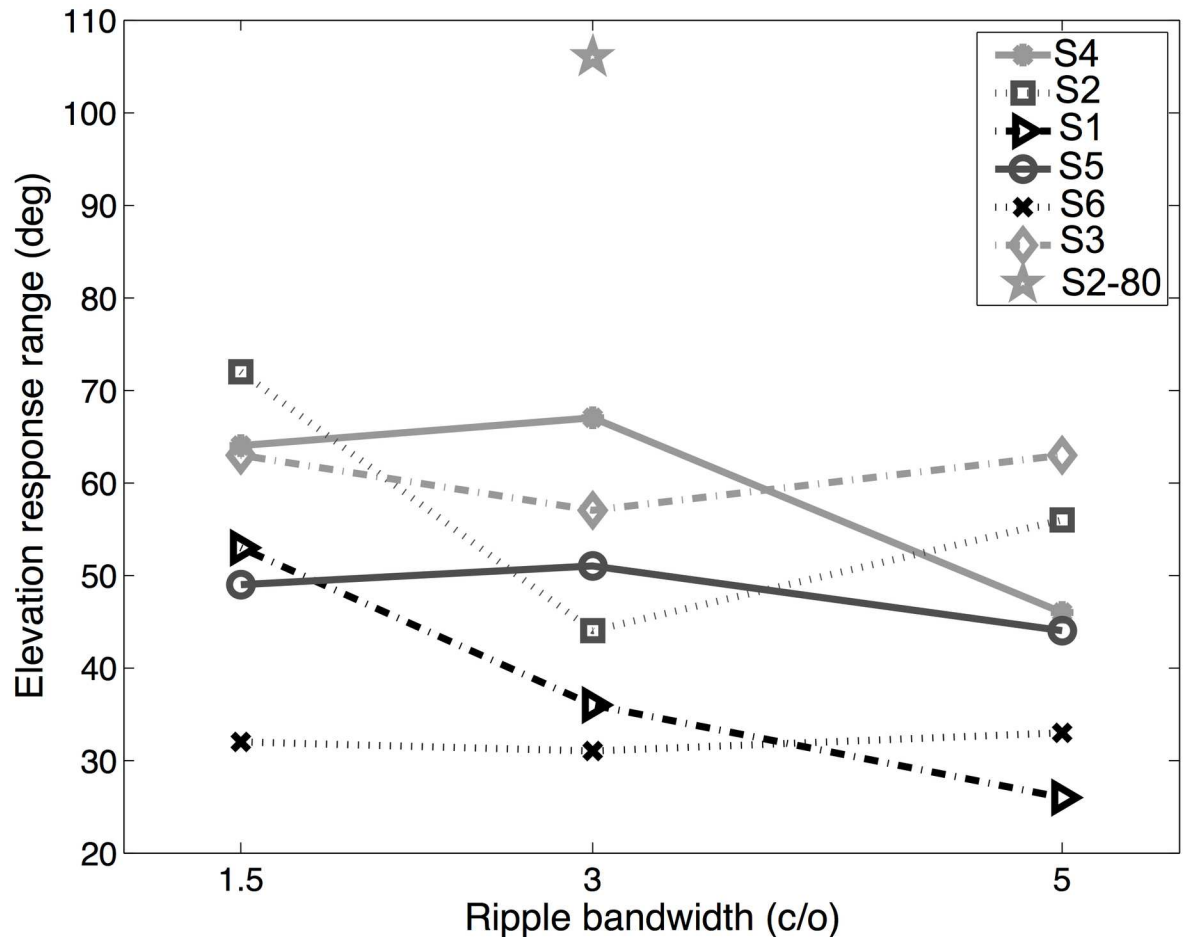 110
100
90
80
70
60
50
40
30
20
Elevation response range (deg)
S4
S2
S1
S5
S6
S3
S2-80
1.5 3 5
Ripple bandwidth (c/o)